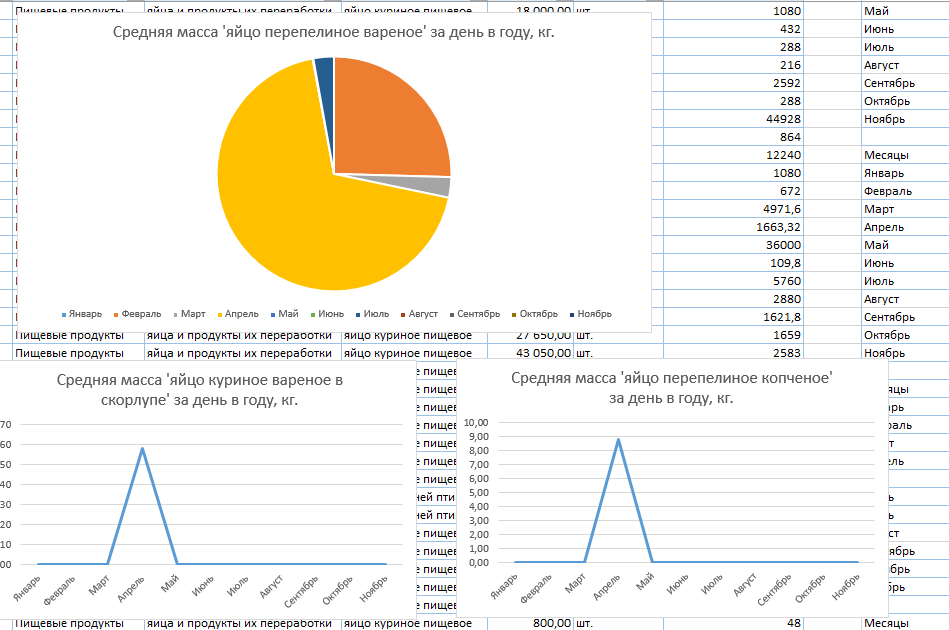 Пищевые продукты яйца и продукты их переработки яйцо куриное пищевое 18 000,00 шт. 1080 Май
Средняя масса 'яйцо перепелиное вареное' за день в году, кг.
432 Июнь
288 Июль
216 Август
2592 Сентябрь
288 Октябрь
44928 Ноябрь
864
12240 Месяцы
1080 Январь
672 Февраль
4971,6 Март
1663,32 Апрель
36000 Май
109,8 Июнь
5760 Июль
2880 Август
Январь Февраль Март Апрель Май Июнь Июль Август Сентябрь Октябрь Ноябрь
1621,8 Сентябрь
Пищевые продукты яйца и продукты их переработки яйцо куриное пищевое 27 650,00 шт. 1659 Октябрь
Пищевые продукты яйца и продукты их переработки яйцо куриное пищевое 43 050,00 шт. 2583 Ноябрь
Средняя масса 'яйцо куриное вареное в
скорлупе' за день в году, кг.
70
60
50
40
30
20
10
00
Январь Февраль Март Апрель Май Июнь Июль Август Сентябрь Октябрь Ноябрь
Средняя масса 'яйцо перепелиное копченое'
за день в году, кг.
10,00
9,00
8,00
7,00
6,00
5,00
4,00
3,00
2,00
1,00
0,00
Январь Февраль Март Апрель Май Июнь Июль Август Сентябрь Октябрь Ноябрь
Пищевые продукты яйца и продукты их переработки яйцо куриное пищевое 800,00 шт. 48 Месяцы